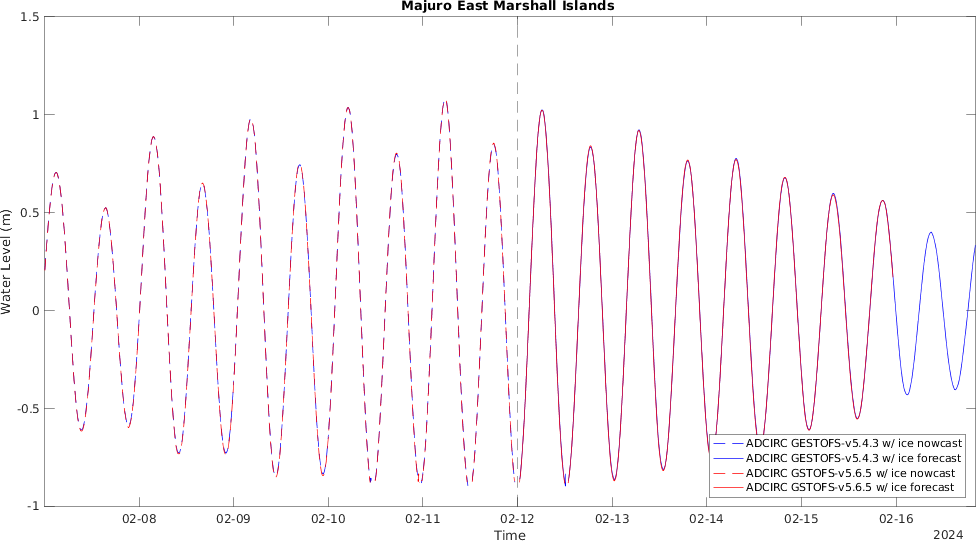 Majuro East Marshall Islands
Water Level (m)
1.5
1
0.5
0
-0.5
-1
02-08
02-09
02-10
02-11
02-12
02-13
02-14
02-15
02-16
Time
2024
ADCIRC GESTOFS-v5.4.3 w/ ice nowcast
ADCIRC GESTOFS-v5.4.3 w/ ice forecast
ADCIRC GSTOFS-v5.6.5 w/ ice nowcast
ADCIRC GSTOFS-v5.6.5 w/ ice forecast